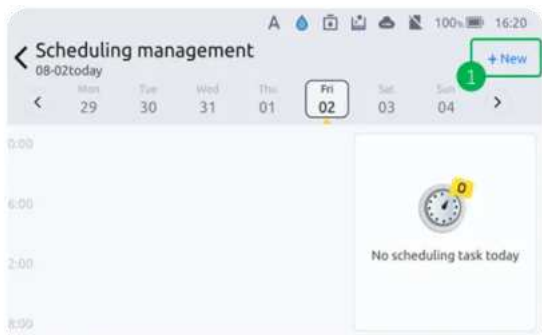 A 100% 16:20
Scheduling management
08-02today
+ New
1
Mon Tue Wed Thu Fri Sat Sun
29 30 31 01 02 03 04
0:00
6:00
2:00
8:00
0
No scheduling task today